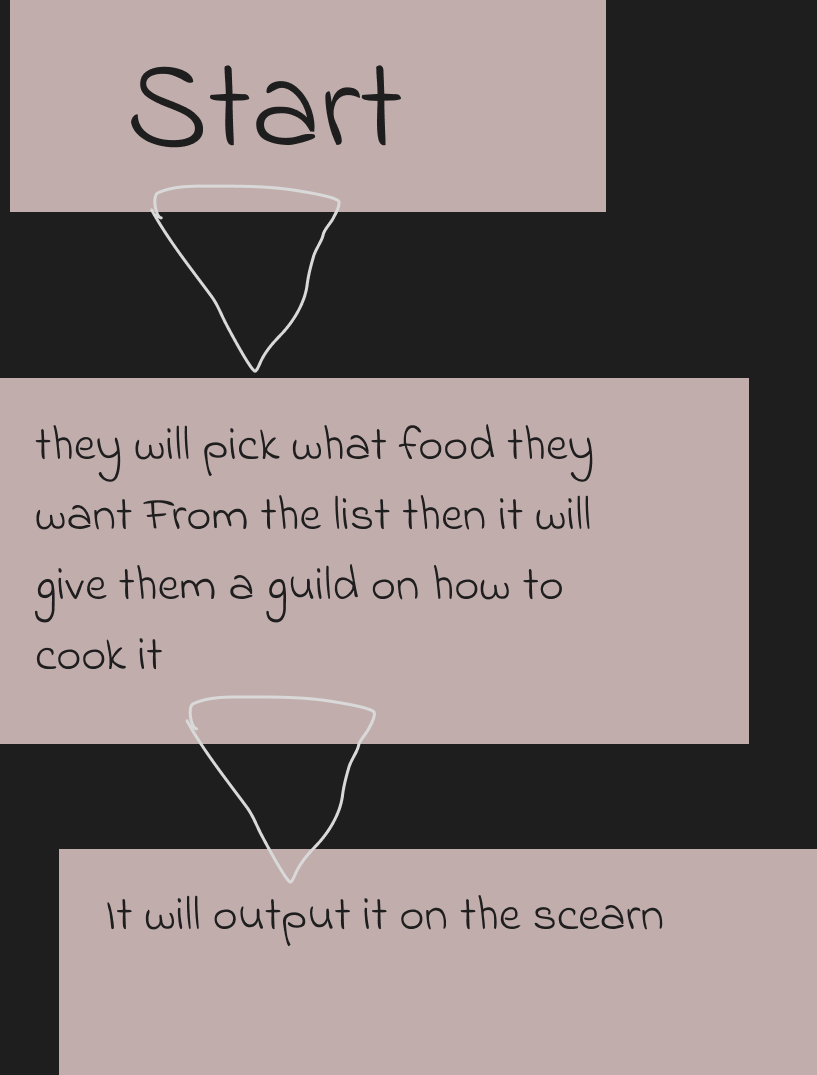 Start
they will pick what food they
want From the list then it will
give them a guild on how to
cook it
It will output it on the scearn